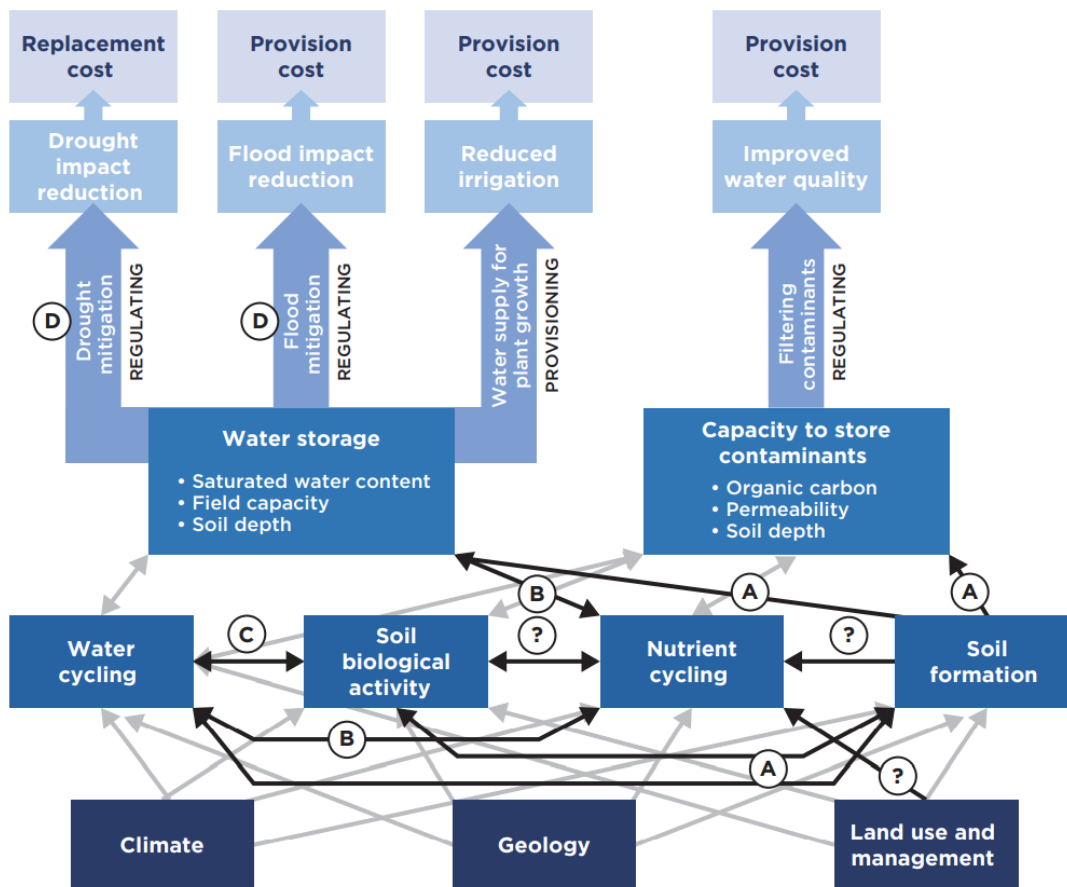 Replacement
cost
Provision
cost
Provision
cost
Provision
cost
Drought
impact
reduction
Flood impact
reduction
Reduced
irrigation
Improved
water quality
D
Drought
mitigation
REGULATING
D
Flood
mitigation
REGULATING
Water supply for
plant growth
PROVISIONING
Filtering
contaminants
REGULATING
Water storage
• Saturated water content
• Field capacity
• Soil depth
Capacity to store
contaminants
• Organic carbon
• Permeability
• Soil depth
B
A
A
Water
cycling
C
Soil
biological
activity
?
Nutrient
cycling
?
Soil
formation
B
A
?
Climate
Geology
Land use and
management